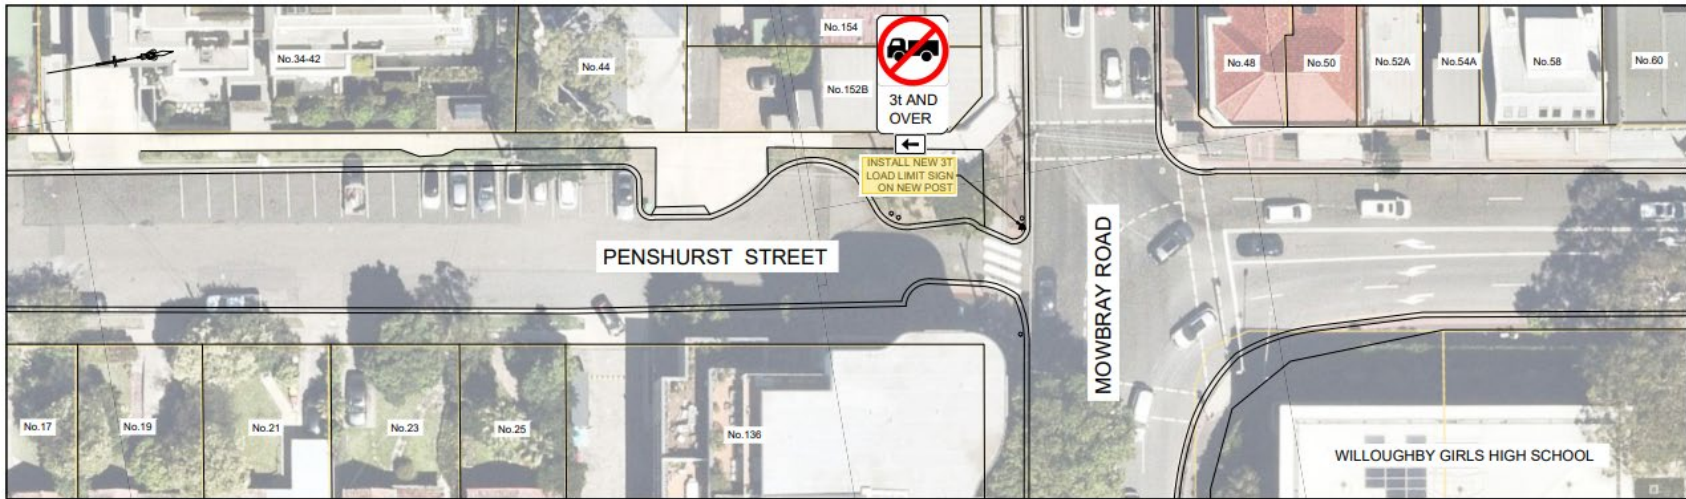 No.34-42
No.44
No.154
No.152B
3t AND
OVER
INSTALL NEW 3T
LOAD LIMIT SIGN
ON NEW POST
No.48
No.50
No.52A
No.54A
No.58
No.60
PENSHURST STREET
MOWBRAY ROAD
No.17
No.19
No.21
No.23
No.25
No.136
WILLOUGHBY GIRLS HIGH SCHOOL